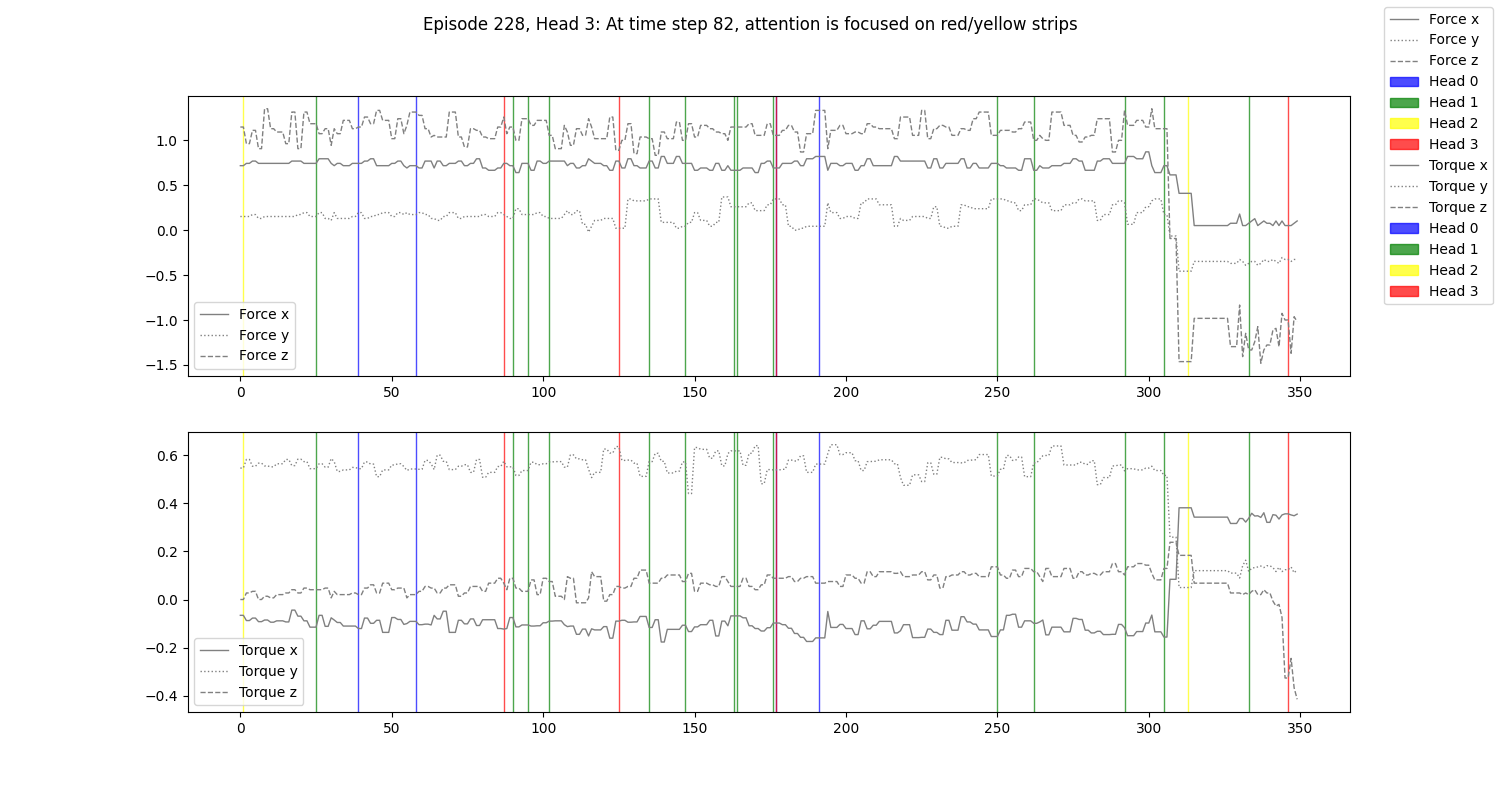 Episode 228, Head 3: At time step 82, attention is focused on red/yellow strips
Force x
Force y
Force z
Head 0
Head 1
Head 2
Head 3
Torque x
Torque y
Torque z
Head 0
Head 1
Head 2
Head 3
1.0
0.5
0.0
−0.5
−1.0
−1.5
Force x
Force y
Force z
0 50 100 150 200 250 300 350
0.6
0.4
0.2
0.0
−0.2
−0.4
Torque x
Torque y
Torque z
0 50 100 150 200 250 300 350